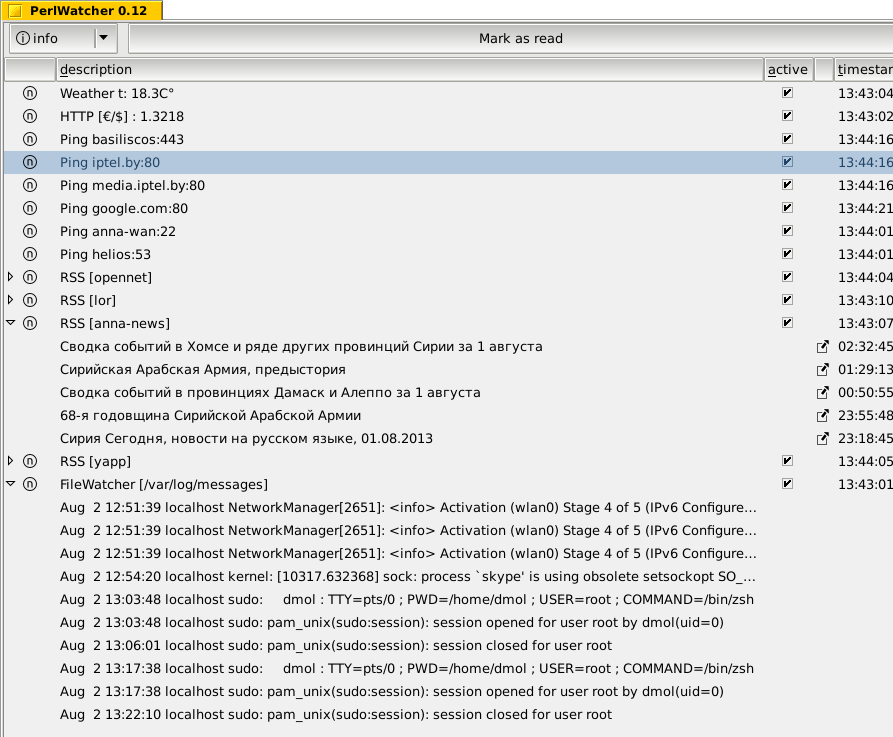 PerlWatcher 0.12
info Mark as read
description active timestar
Weather t: 18.3C° 13:43:04
HTTP [€/$] : 1.3218 13:43:02
Ping basiliscos:443 13:44:16
Ping iptel.by:80 13:44:16
Ping media.iptel.by:80 13:44:16
Ping google.com:80 13:44:21
Ping anna-wan:22 13:44:01
Ping helios:53 13:44:01
RSS [opennet] 13:44:04
RSS [lor] 13:43:10
RSS [anna-news] 13:43:07
Сводка событий в Хомсе и ряде других провинций Сирии за 1 августа 02:32:45
Сирийская Арабская Армия, предыстория 01:29:13
Сводка событий в провинциях Дамаск и Алеппо за 1 августа 00:50:55
68-я годовщина Сирийской Арабской Армии 23:55:48
Сирия Сегодня, новости на русском языке, 01.08.2013 23:18:45
RSS [yapp] 13:44:05
FileWatcher [/var/log/messages] 13:43:01
Aug  2 12:51:39 localhost NetworkManager[2651]: <info> Activation (wlan0) Stage 4 of 5 (IPv6 Configure...
Aug  2 12:51:39 localhost NetworkManager[2651]: <info> Activation (wlan0) Stage 4 of 5 (IPv6 Configure...
Aug  2 12:51:39 localhost NetworkManager[2651]: <info> Activation (wlan0) Stage 4 of 5 (IPv6 Configure...
Aug  2 12:54:20 localhost kernel: [10317.632368] sock: process `skype' is using obsolete setsockopt SO_...
Aug  2 13:03:48 localhost sudo:     dmol : TTY=pts/0 ; PWD=/home/dmol ; USER=root ; COMMAND=/bin/zsh
Aug  2 13:03:48 localhost sudo: pam_unix(sudo:session): session opened for user root by dmol(uid=0)
Aug  2 13:06:01 localhost sudo: pam_unix(sudo:session): session closed for user root
Aug  2 13:17:38 localhost sudo:     dmol : TTY=pts/0 ; PWD=/home/dmol ; USER=root ; COMMAND=/bin/zsh
Aug  2 13:17:38 localhost sudo: pam_unix(sudo:session): session opened for user root by dmol(uid=0)
Aug  2 13:22:10 localhost sudo: pam_unix(sudo:session): session closed for user root